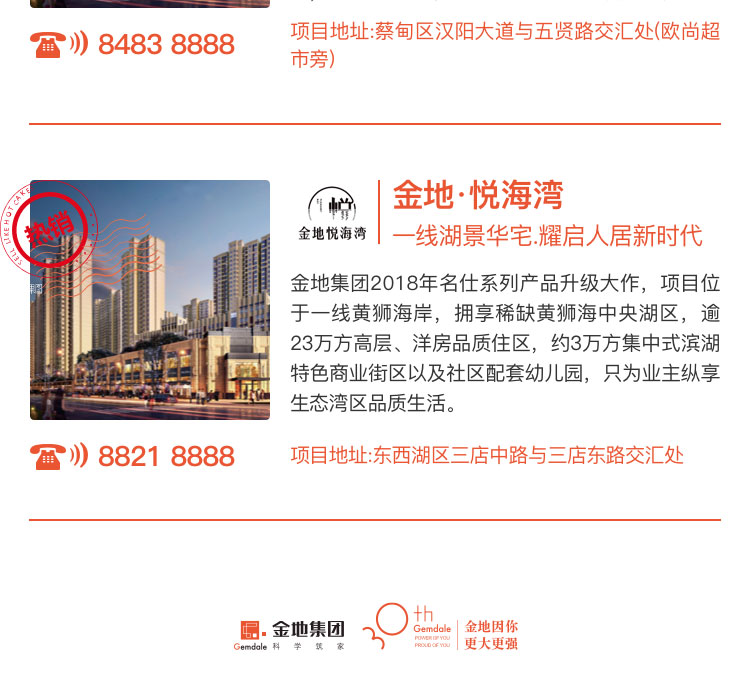 8483 8888
项目地址:蔡甸区汉阳大道与五贤路交汇处(欧尚超
市旁)
SELL LIKE HOT CAKE
热销
金地悦海湾
金地·悦海湾
一线湖景华宅.耀启人居新时代
金地集团2018年名仕系列产品升级大作，项目位
于一线黄狮海岸，拥享稀缺黄狮海中央湖区，逾
23万方高层、洋房品质住区，约3万方集中式滨湖
特色商业街区以及社区配套幼儿园，只为业主纵享
生态湾区品质生活。
8821 8888
项目地址:东西湖区三店中路与三店东路交汇处
Gemdale
金地集团
科学筑家
30th
Gemdale
POWER OF YOU
PROUD OF YOU
金地因你
更大更强